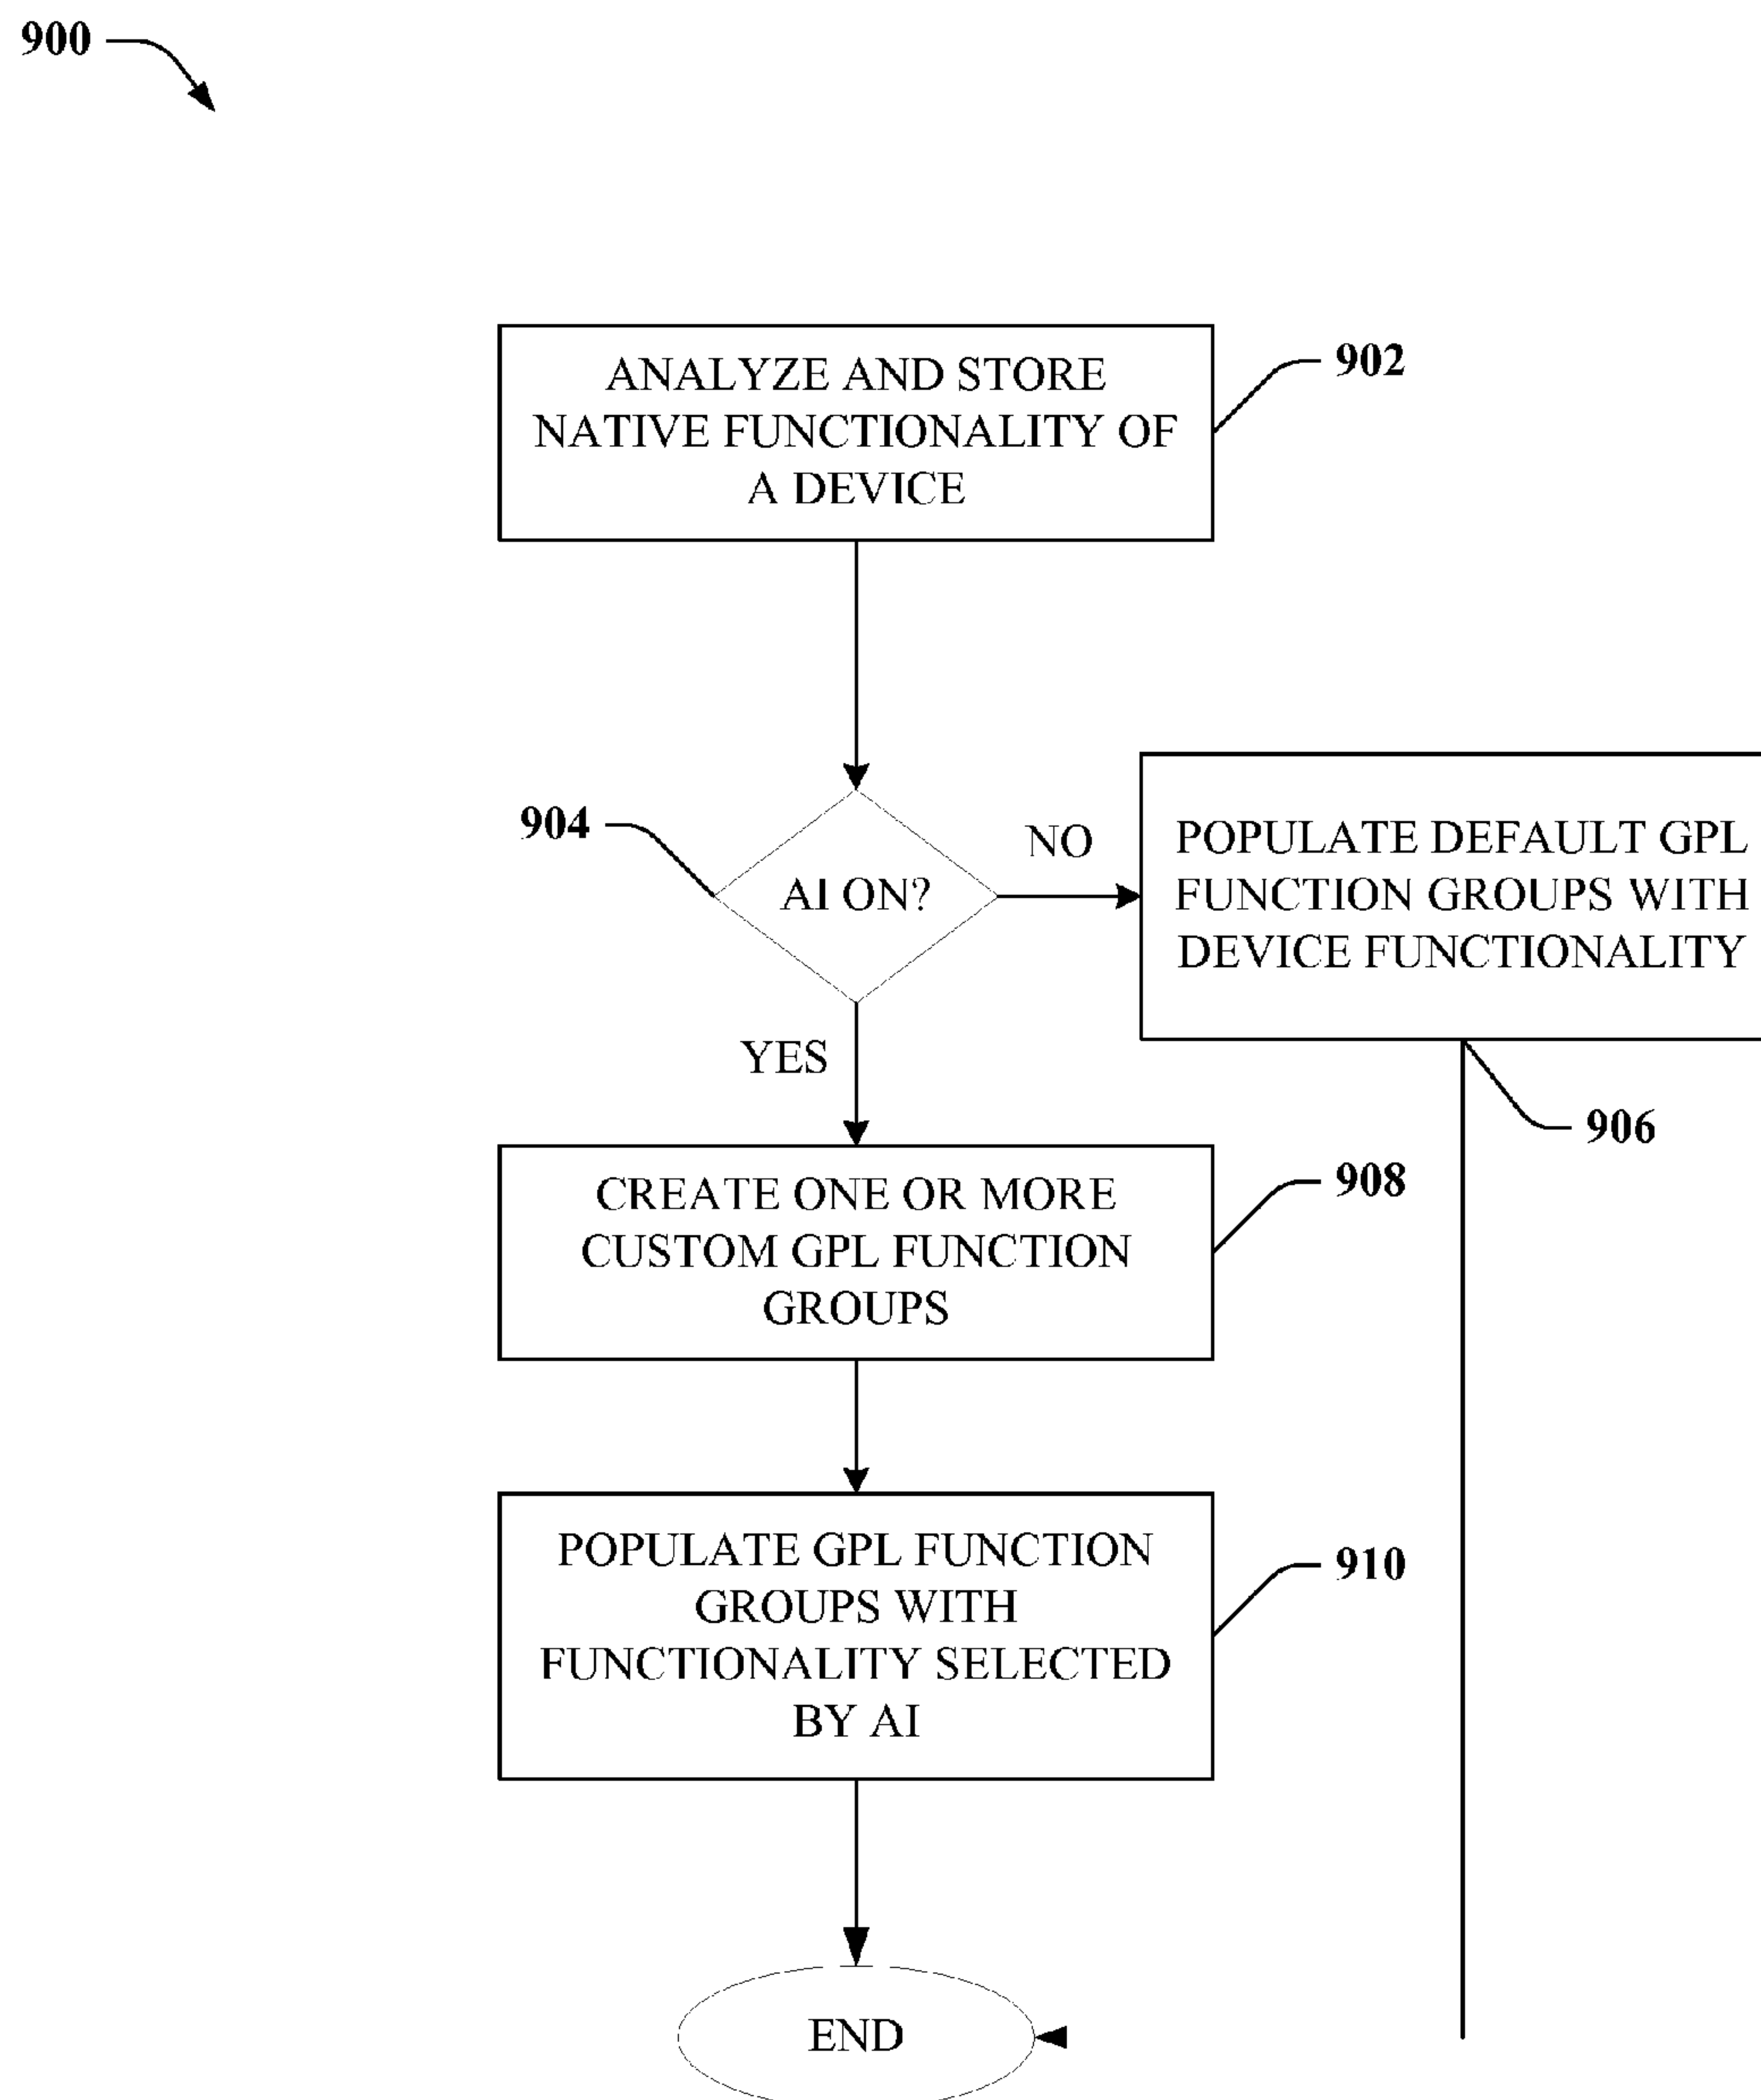 900
ANALYZE AND STORE
NATIVE FUNCTIONALITY OF
A DEVICE
902
904
AI ON?
NO
POPULATE DEFAULT GPL
FUNCTION GROUPS WITH
DEVICE FUNCTIONALITY
906
YES
CREATE ONE OR MORE
CUSTOM GPL FUNCTION
GROUPS
908
POPULATE GPL FUNCTION
GROUPS WITH
FUNCTIONALITY SELECTED
BY AI
910
END